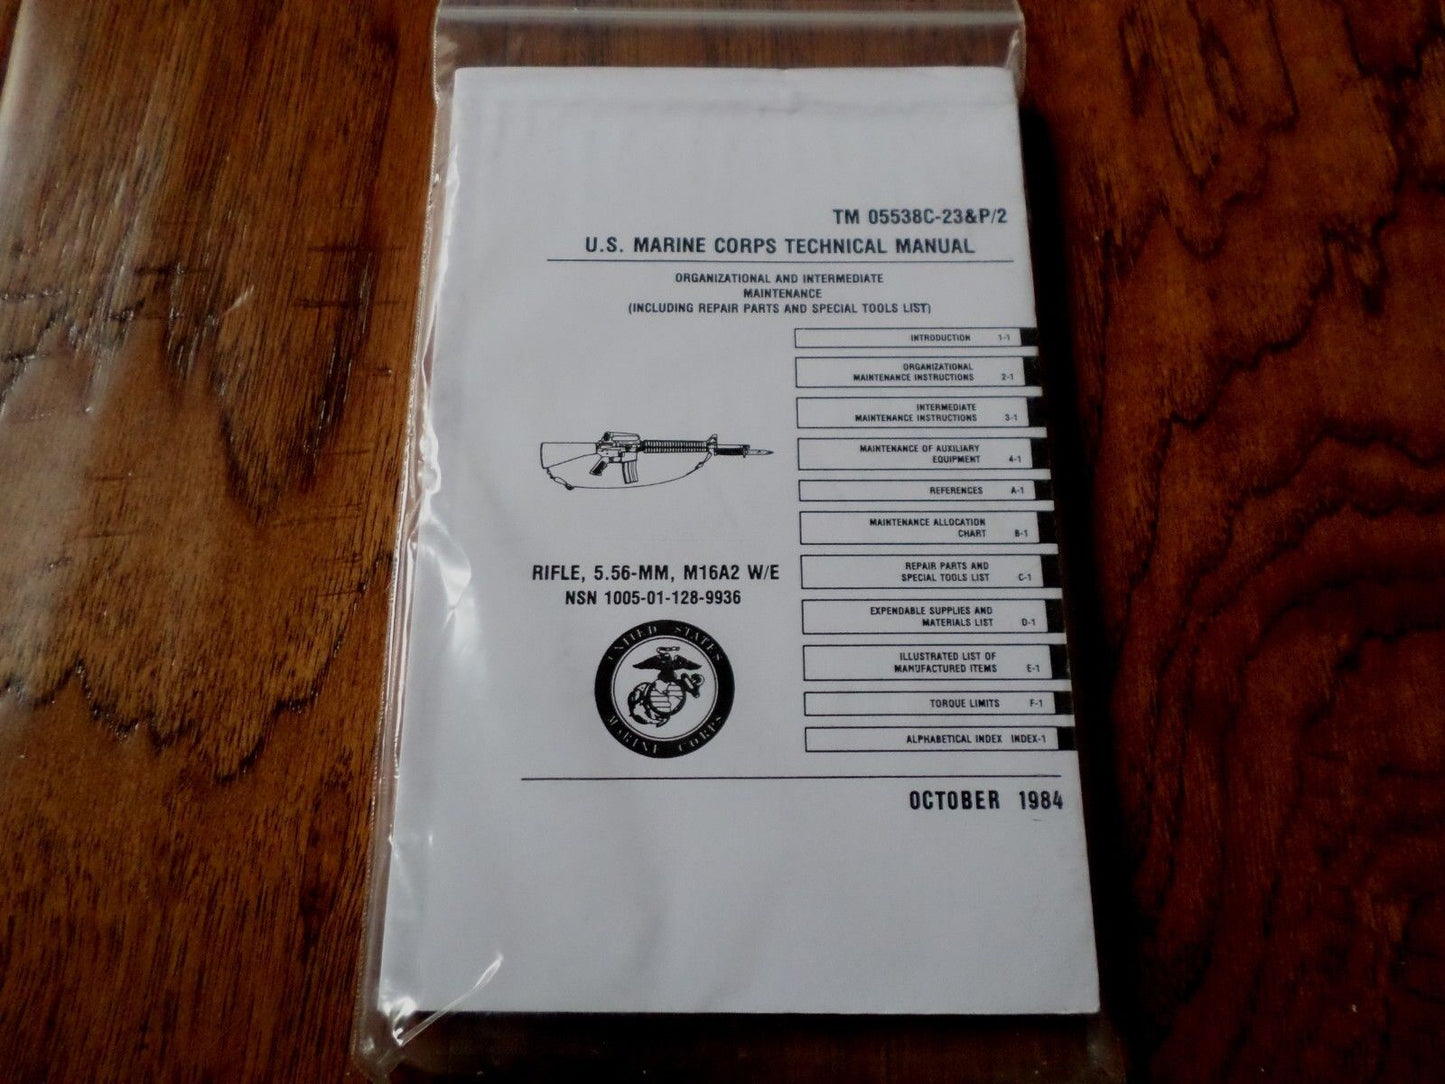 TM 05538C-23&P/2
U.S. MARINE CORPS TECHNICAL MANUAL
ORGANIZATIONAL AND INTERMEDIATE
MAINTENANCE
(INCLUDING REPAIR PARTS AND SPECIAL TOOLS LIST)
INTRODUCTION 1-1
ORGANIZATIONAL
MAINTENANCE INSTRUCTIONS 2-1
INTERMEDIATE
MAINTENANCE INSTRUCTIONS 3-1
MAINTENANCE OF AUXILIARY
EQUIPMENT 4-1
REFERENCES A-1
MAINTENANCE ALLOCATION
CHART B-1
REPAIR PARTS AND
SPECIAL TOOLS LIST C-1
EXPENDABLE SUPPLIES AND
MATERIALS LIST D-1
ILLUSTRATED LIST OF
MANUFACTURED ITEMS E-1
TORQUE LIMITS F-1
ALPHABETICAL INDEX INDEX-1
RIFLE, 5.56-MM, M16A2 W/E
NSN 1005-01-128-9936
UNITED STATES
MARINE CORPS
OCTOBER 1984